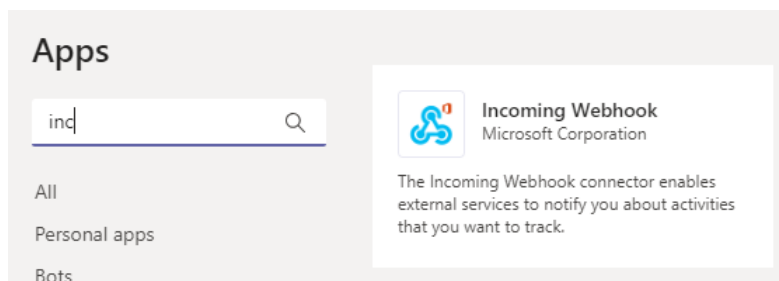 Apps
inc
All
Personal apps
Bots
Incoming Webhook
Microsoft Corporation
The Incoming Webhook connector enables
external services to notify you about activities
that you want to track.